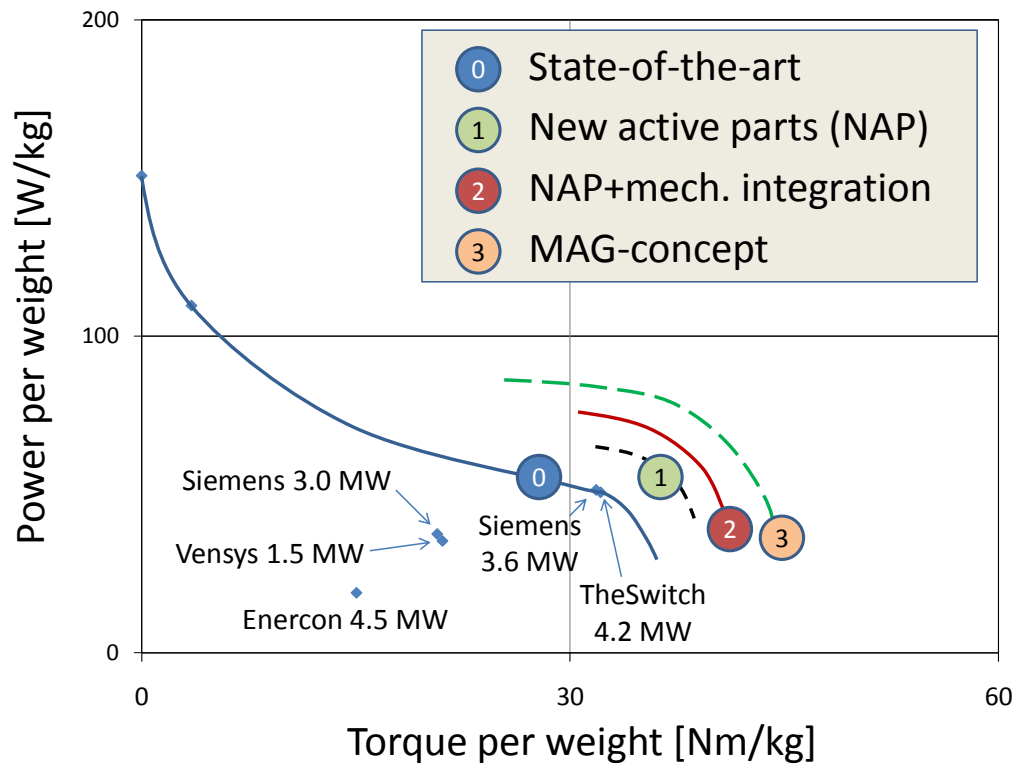 200
0 State-of-the-art
1 New active parts (NAP)
2 NAP+mech. integration
3 MAG-concept
Power per weight [W/kg]
100
0
1
2
3
Siemens 3.0 MW
Siemens
3.6 MW
Vensys 1.5 MW
TheSwitch
4.2 MW
Enercon 4.5 MW
0
0
30
60
Torque per weight [Nm/kg]